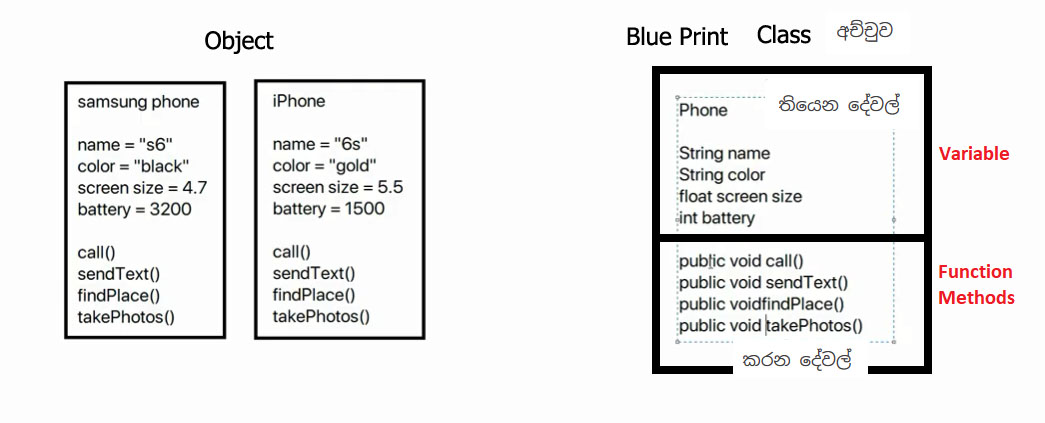 Object
samsung phone
name = "s6"
color = "black"
screen size = 4.7
battery = 3200
call()
sendText()
findPlace()
takePhotos()
iPhone
name = "6s"
color = "gold"
screen size = 5.5
battery = 1500
call()
sendText()
findPlace()
takePhotos()
Blue Print Class අච්චුව
Phone තියෙන දේවල්
String name
String color
float screen size
int battery
Variable
public void call()
public void sendText()
public voidfindPlace()
public void takePhotos()
Function
Methods
කරන දේවල්